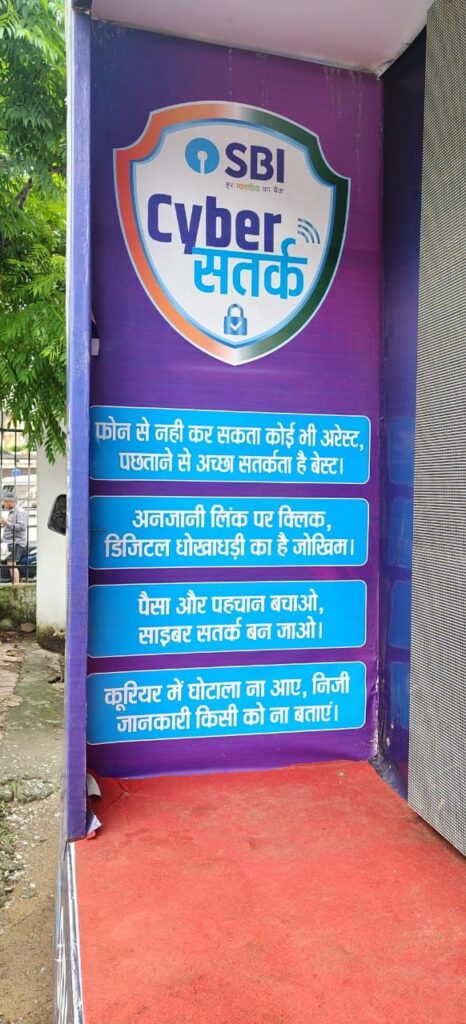 SBI
हर भारतीय का बैंक
Cyber
सतर्क
फ़ोन से नही कर सकता कोई भी अरेस्ट,
पछताने से अच्छा सतर्कता है बेस्ट।
अनजानी लिंक पर क्लिक,
डिजिटल धोखाधड़ी का है जोखिम।
पैसा और पहचान बचाओ,
साइबर सतर्क बन जाओ।
कूरियर में घोटाला ना आए, निजी
जानकारी किसी को ना बताएं।